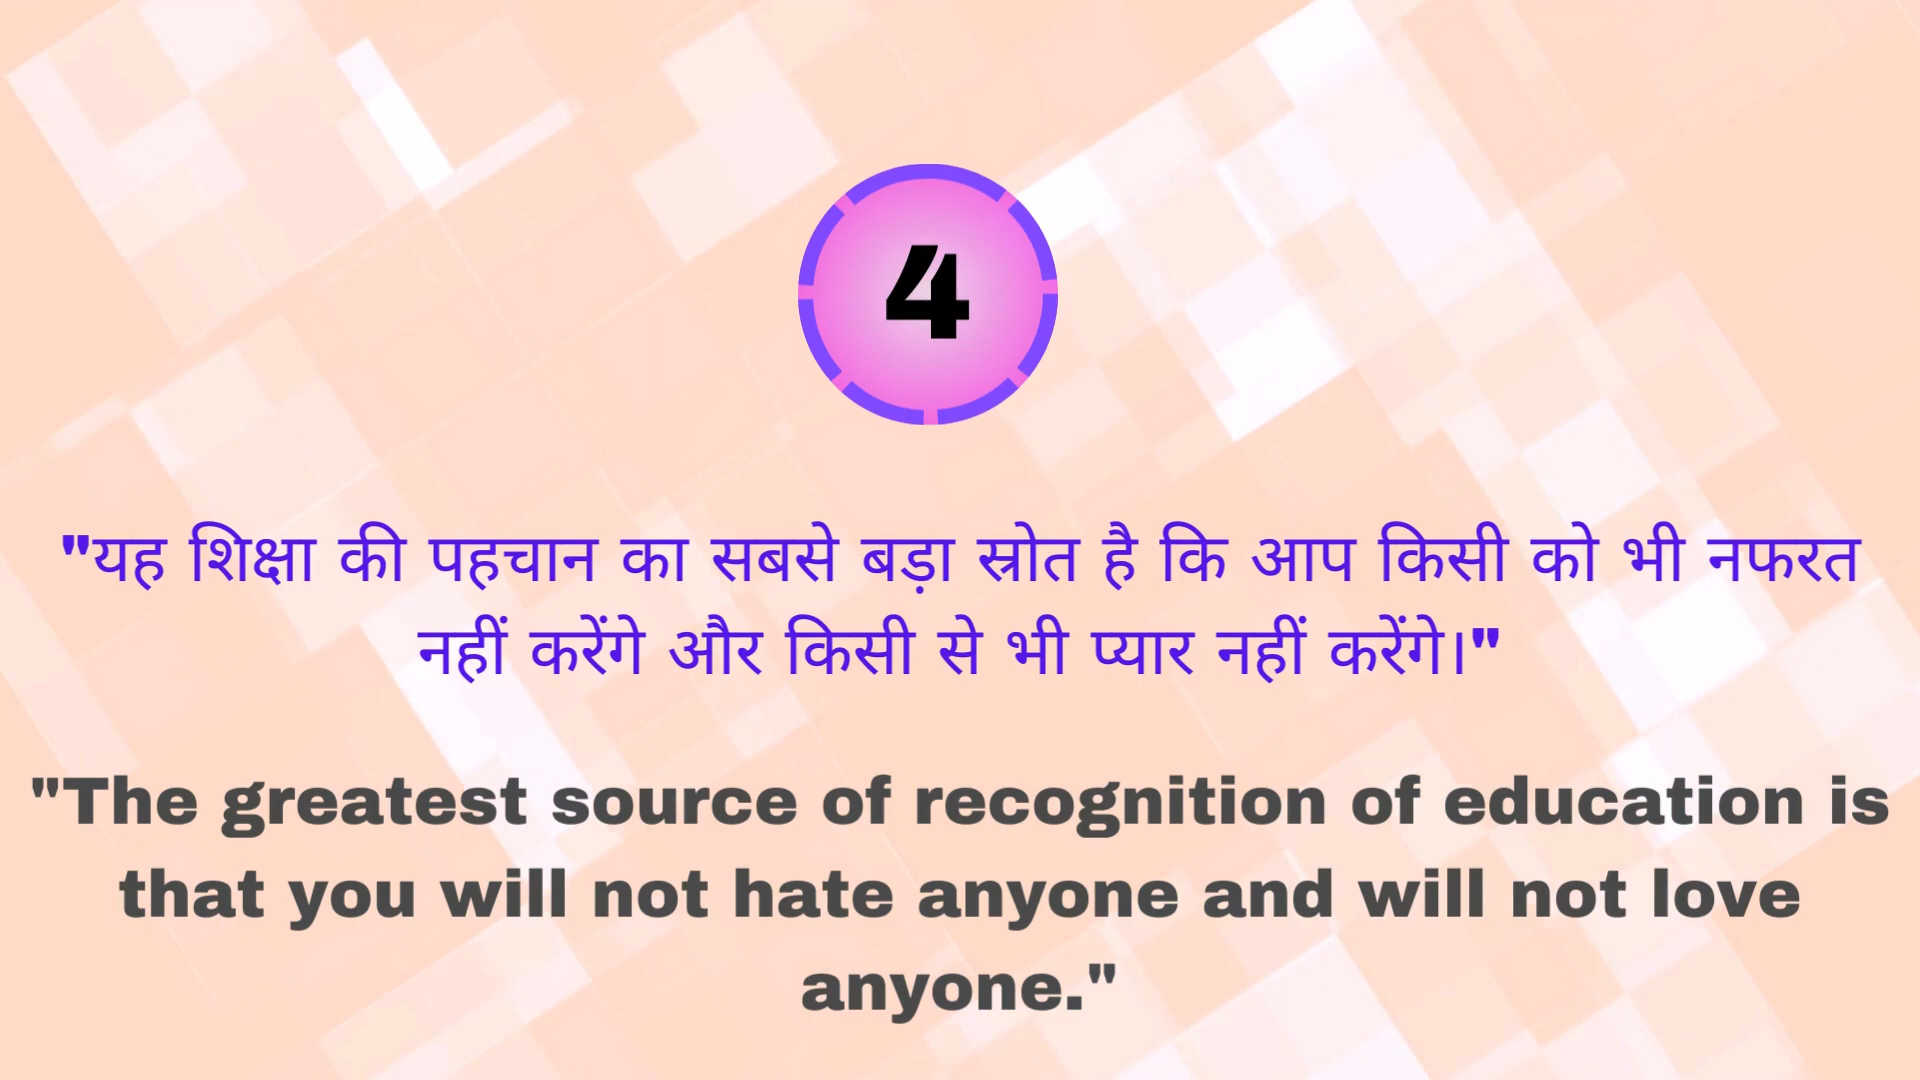 4
"यह शिक्षा की पहचान का सबसे बड़ा स्रोत है कि आप किसी को भी नफरत
नहीं करेंगे और किसी से भी प्यार नहीं करेंगे।"
"The greatest source of recognition of education is
that you will not hate anyone and will not love
anyone."